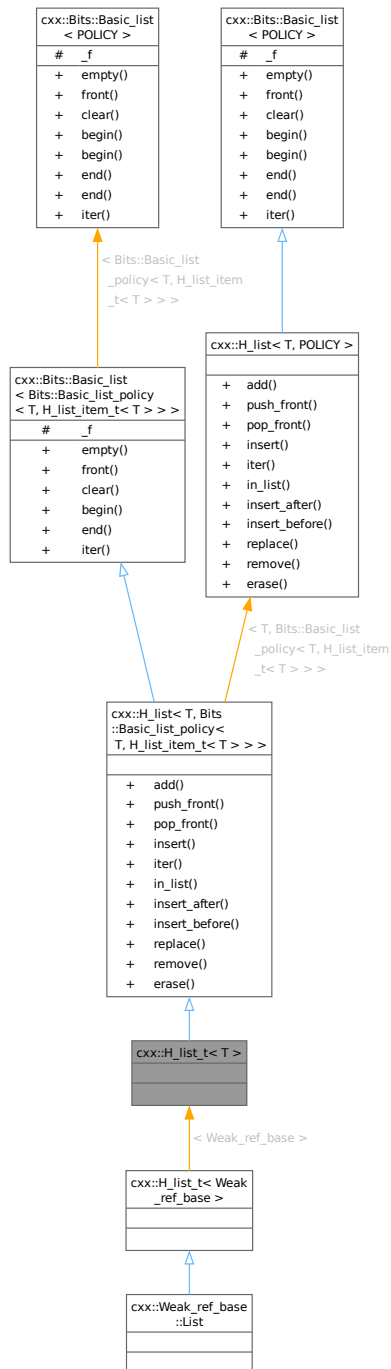 cxx::Bits::Basic_list
< POLICY >
# _f
+ empty()
+ front()
+ clear()
+ begin()
+ begin()
+ end()
+ end()
+ iter()
cxx::Bits::Basic_list
< POLICY >
# _f
+ empty()
+ front()
+ clear()
+ begin()
+ begin()
+ end()
+ end()
+ iter()
< Bits::Basic_list
_policy< T, H_list_item
_t< T > > >
cxx::Bits::Basic_list
< Bits::Basic_list_policy
< T, H_list_item_t< T > > >
# _f
+ empty()
+ front()
+ clear()
+ begin()
+ end()
+ iter()
cxx::H_list< T, POLICY >
+ add()
+ push_front()
+ pop_front()
+ insert()
+ iter()
+ in_list()
+ insert_after()
+ insert_before()
+ replace()
+ remove()
+ erase()
< T, Bits::Basic_list
_policy< T, H_list_item
_t< T > > >
cxx::H_list< T, Bits
::Basic_list_policy<
T, H_list_item_t< T > > >
+ add()
+ push_front()
+ pop_front()
+ insert()
+ iter()
+ in_list()
+ insert_after()
+ insert_before()
+ replace()
+ remove()
+ erase()
cxx::H_list_t< T >
< Weak_ref_base >
cxx::H_list_t< Weak
_ref_base >
cxx::Weak_ref_base
::List